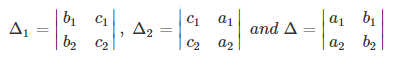 Δ₁ = | b₁ c₁ | , Δ₂ = | c₁ a₁ | and Δ = | a₁ b₁ |
| b₂ c₂ | | c₂ a₂ | | a₂ b₂ |